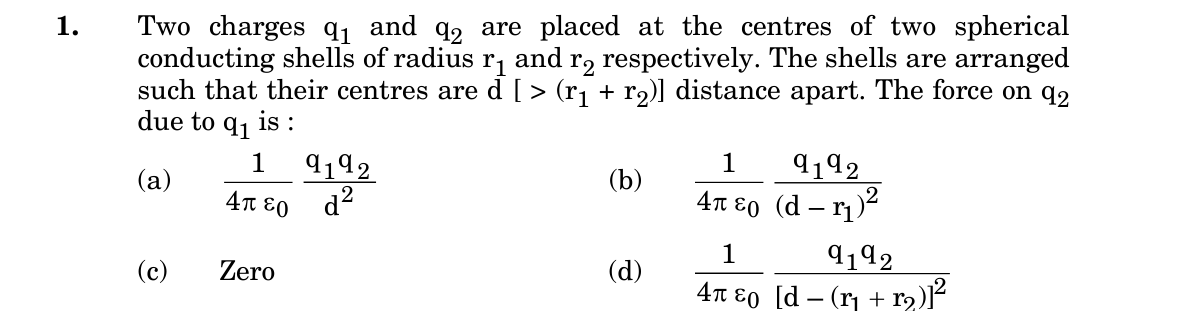 1. Two charges q₁ and q₂ are placed at the centres of two spherical
conducting shells of radius r₁ and r₂ respectively. The shells are arranged
such that their centres are d [ > (r₁ + r₂)] distance apart. The force on q₂
due to q₁ is :
(a) 1/(4π ε₀) q₁q₂/d² (b) 1/(4π ε₀) q₁q₂/(d – r₁)²
(c) Zero (d) 1/(4π ε₀) q₁q₂/[d – (r₁ + r₂)]²